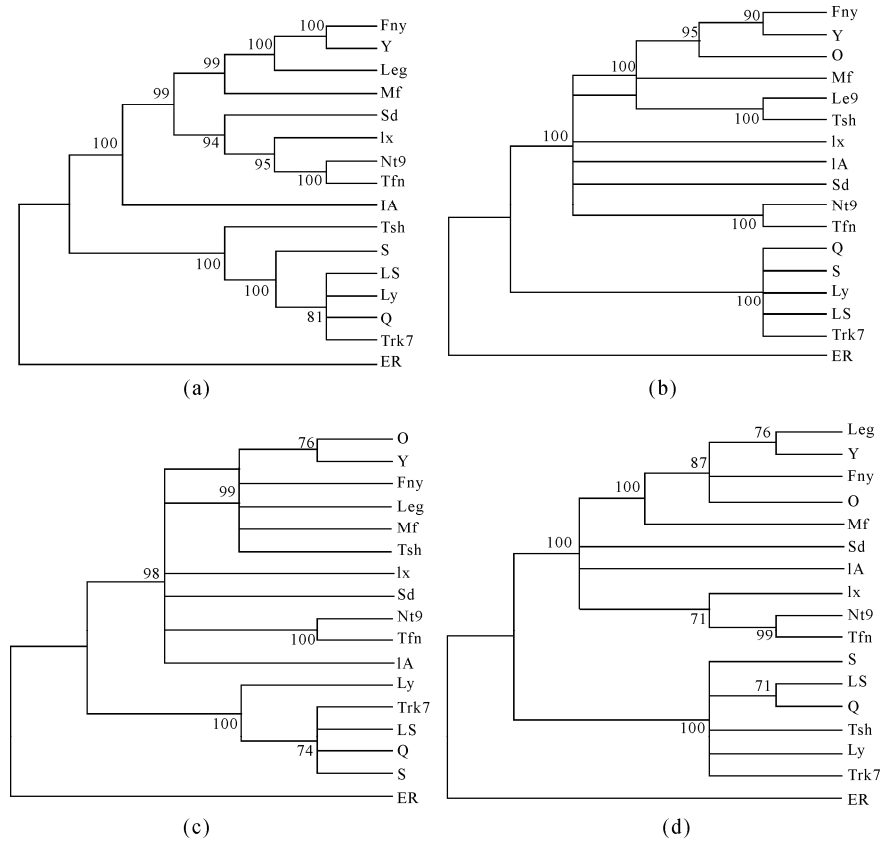 100 Fny
Y
100
Leg
99
Mf
99
Sd
94
lx
95
Nt9
100
Tfn
100
IA
Tsh
100
S
100
LS
Ly
81
Q
Trk7
ER
(a)
90 Fny
Y
95
O
100
Mf
Le9
100
Tsh
100
lx
lA
Sd
Nt9
100
Tfn
Q
S
Ly
100
LS
Trk7
ER
(b)
76 O
Y
99
Fny
Leg
Mf
Tsh
98
lx
Sd
Nt9
100
Tfn
lA
Ly
100
Trk7
LS
74
Q
S
ER
(c)
76 Leg
Y
87
Fny
O
100
Mf
100
Sd
lA
lx
71
Nt9
99
Tfn
S
71
LS
Q
100
Tsh
Ly
Trk7
ER
(d)